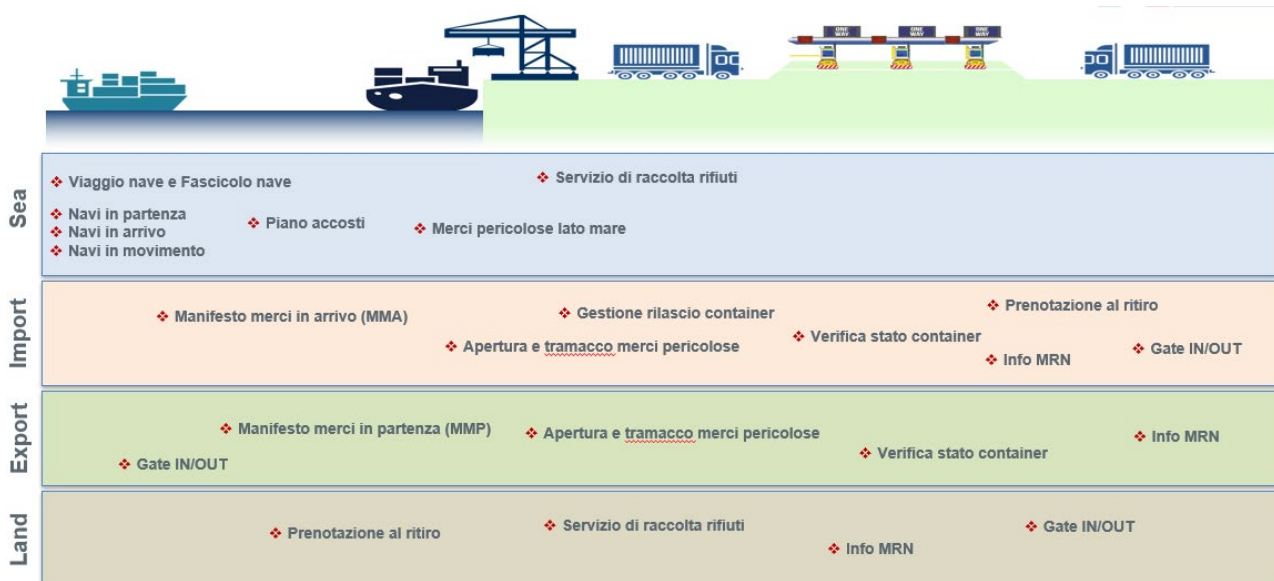 ONE WAY
ONE WAY
ONE WAY
Sea
Viaggio nave e Fascicolo nave
Servizio di raccolta rifiuti
Navi in partenza
Navi in arrivo
Navi in movimento
Piano accosti
Merci pericolose lato mare
Import
Manifesto merci in arrivo (MMA)
Gestione rilascio container
Prenotazione al ritiro
Apertura e tramacco merci pericolose
Verifica stato container
Info MRN
Gate IN/OUT
Export
Manifesto merci in partenza (MMP)
Apertura e tramacco merci pericolose
Info MRN
Gate IN/OUT
Verifica stato container
Land
Prenotazione al ritiro
Servizio di raccolta rifiuti
Info MRN
Gate IN/OUT